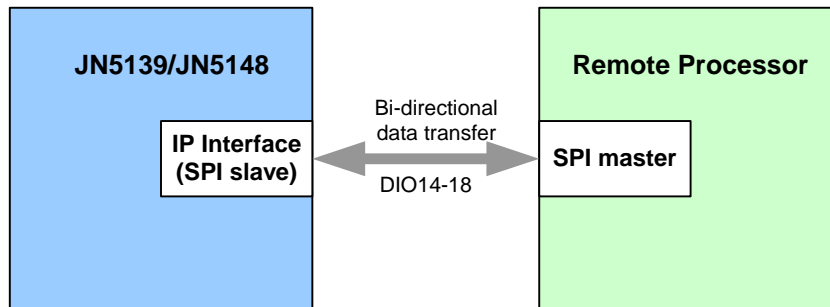 JN5139/JN5148
Remote Processor
Bi-directional
data transfer
IP Interface
(SPI slave)
SPI master
DIO14-18